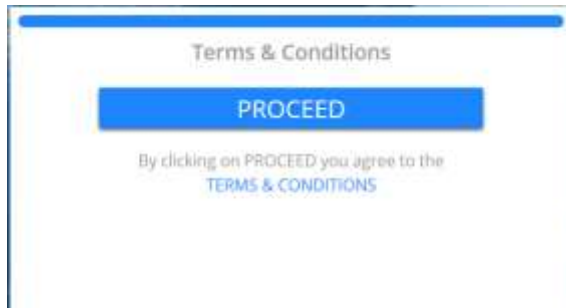 Terms & Conditions
PROCEED
By clicking on PROCEED you agree to the
TERMS & CONDITIONS